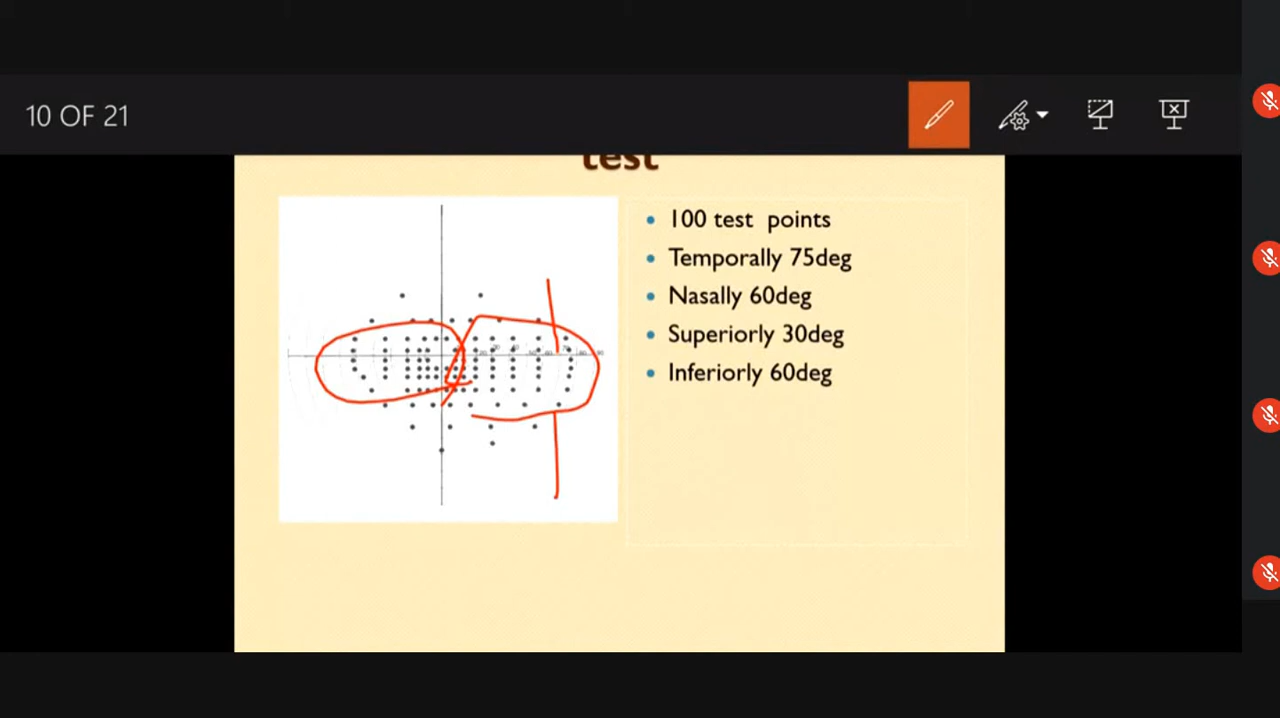 10 OF 21
test
100 test points
Temporally 75deg
Nasally 60deg
Superiorly 30deg
Inferiorly 60deg